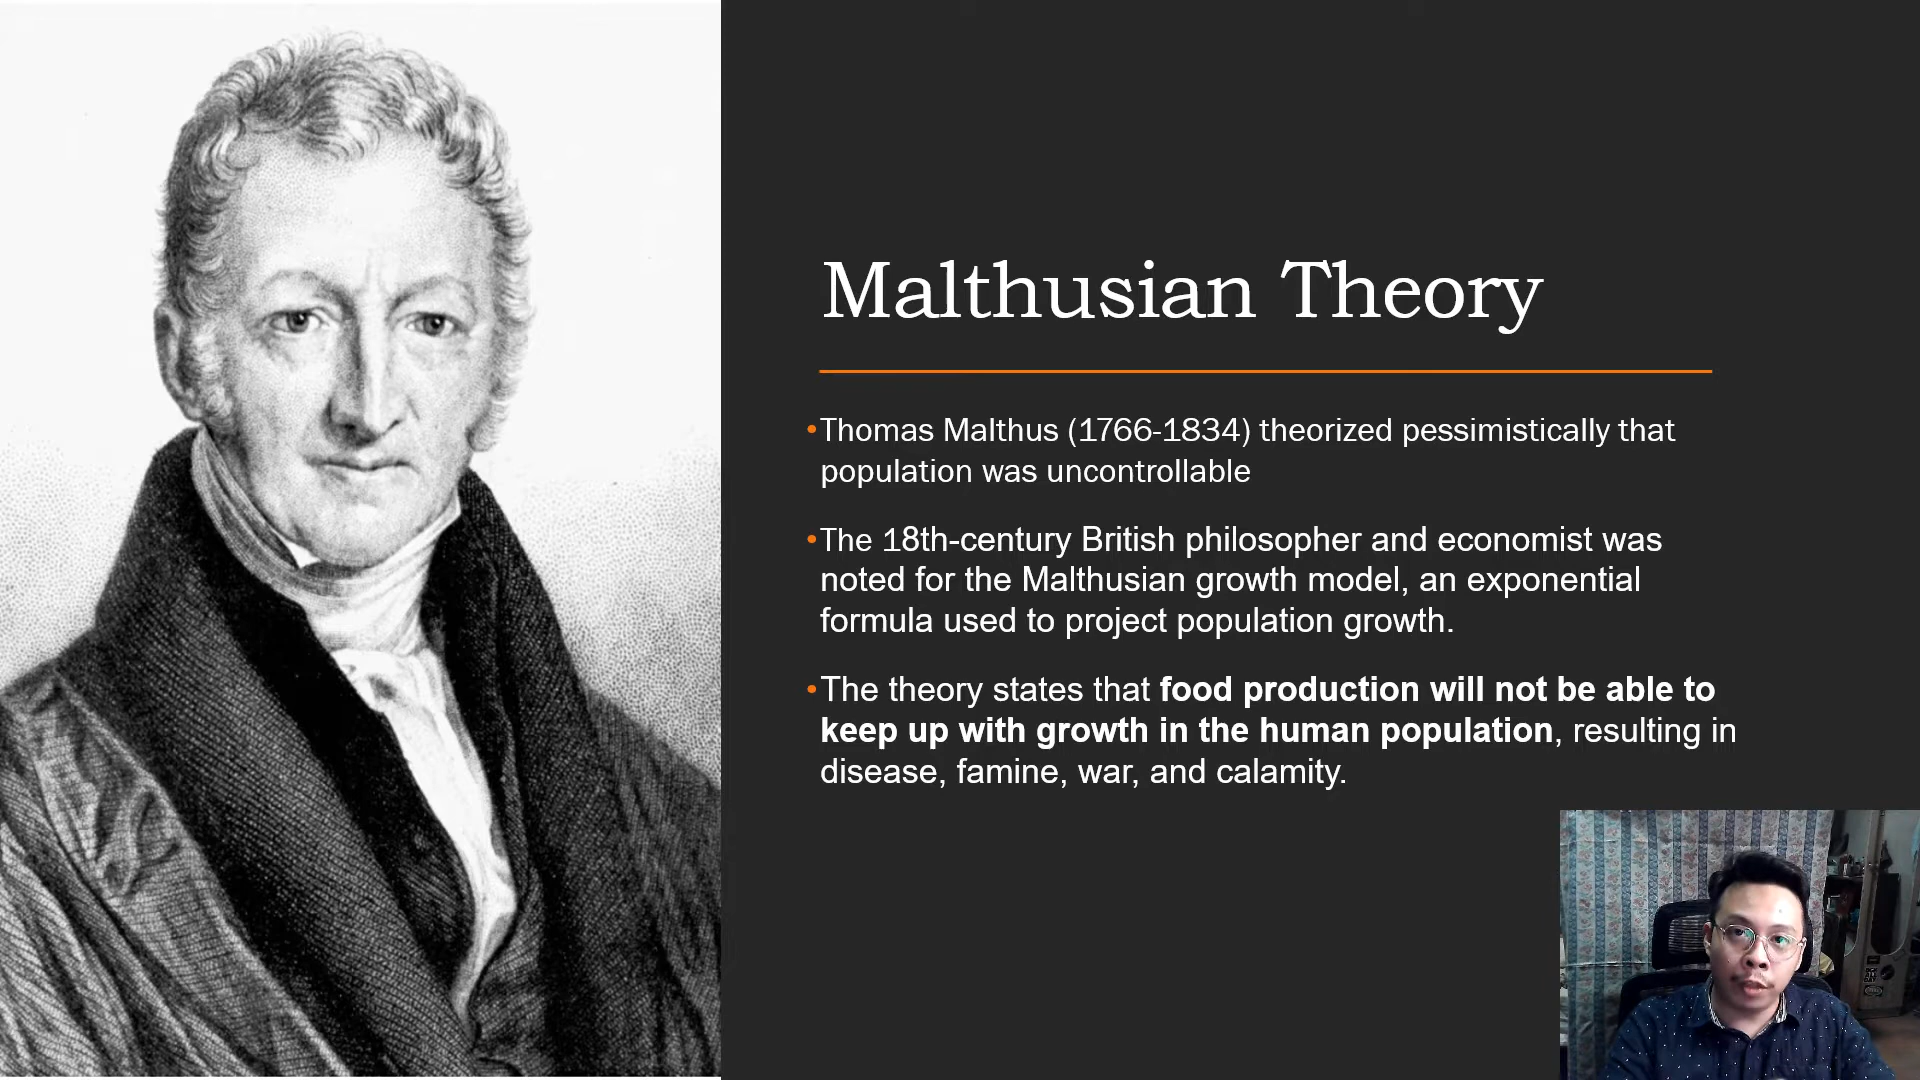 Malthusian Theory
•Thomas Malthus (1766-1834) theorized pessimistically that
population was uncontrollable
•The 18th-century British philosopher and economist was
noted for the Malthusian growth model, an exponential
formula used to project population growth.
•The theory states that food production will not be able to
keep up with growth in the human population, resulting in
disease, famine, war, and calamity.